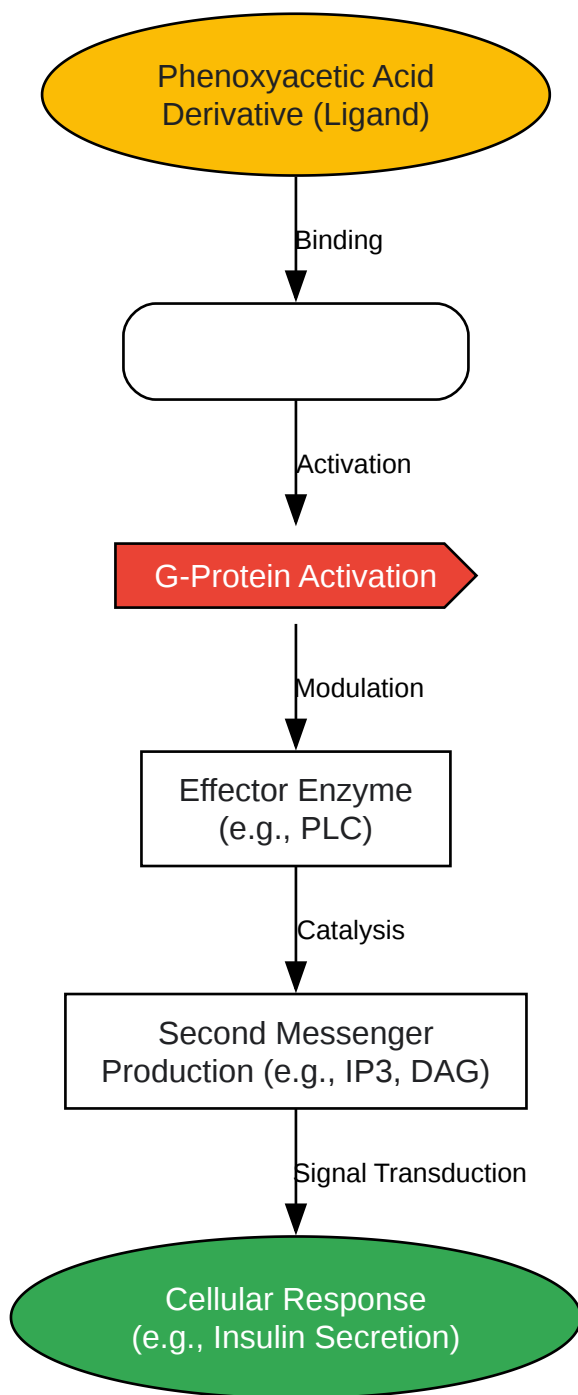 Phenoxyacetic Acid
Derivative (Ligand)
Binding
Activation
G-Protein Activation
Modulation
Effector Enzyme
(e.g., PLC)
Catalysis
Second Messenger
Production (e.g., IP3, DAG)
Signal Transduction
Cellular Response
(e.g., Insulin Secretion)